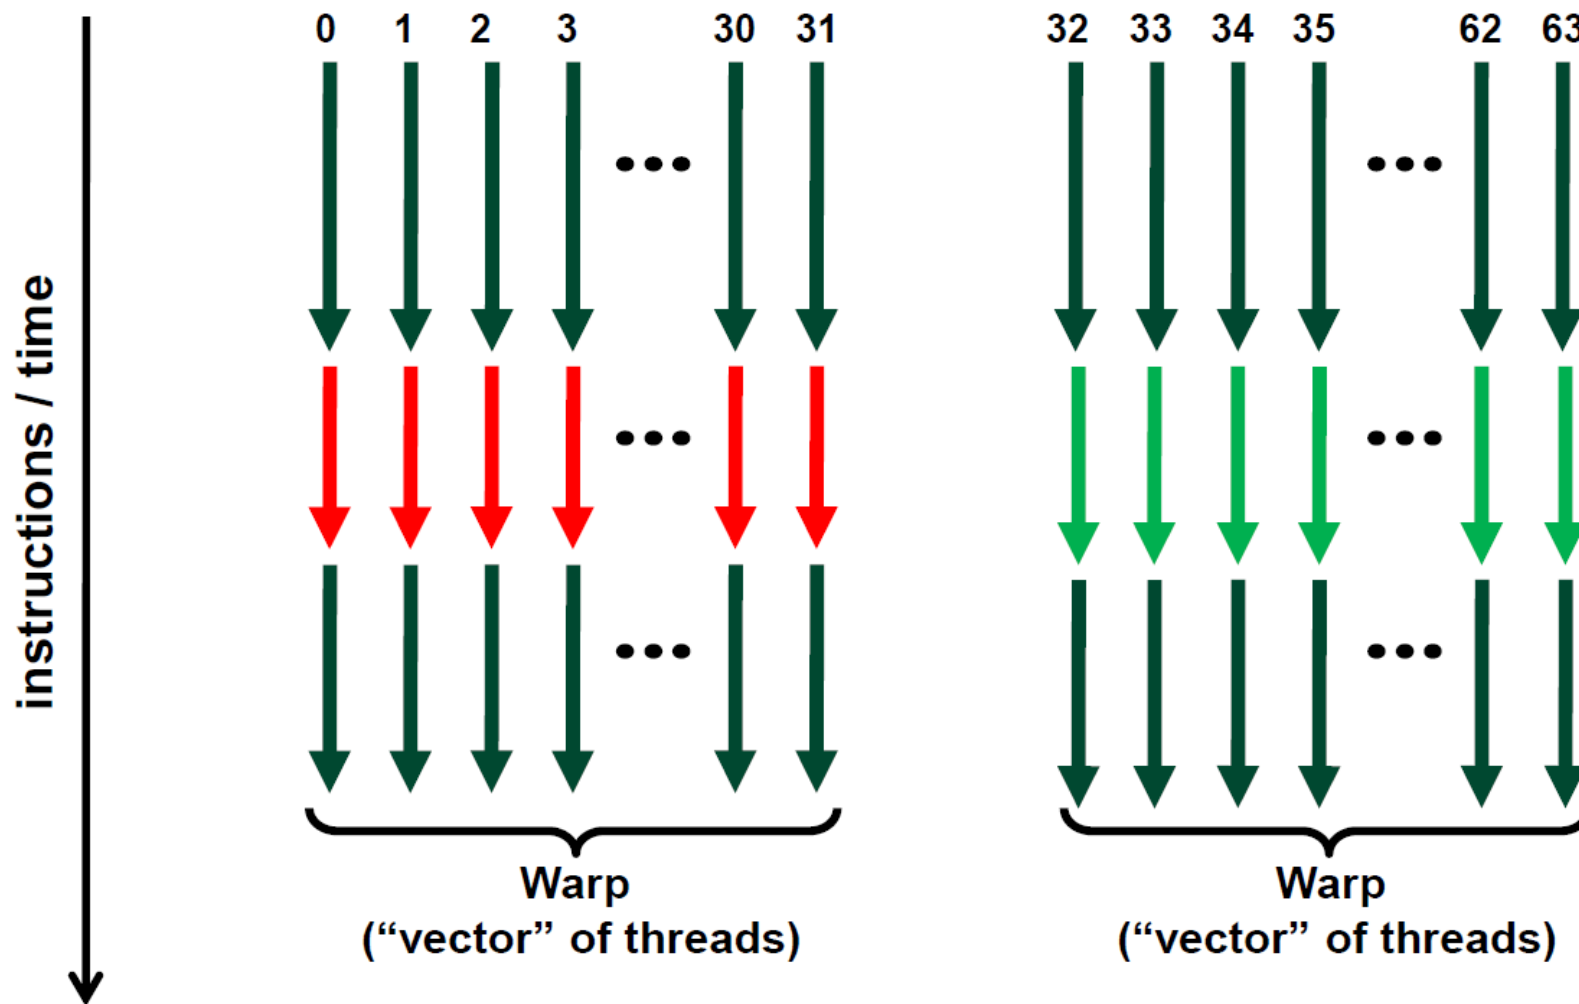 0 1 2 3 30 31 32 33 34 35 62 63
instructions / time
Warp
(“vector” of threads)
Warp
(“vector” of threads)